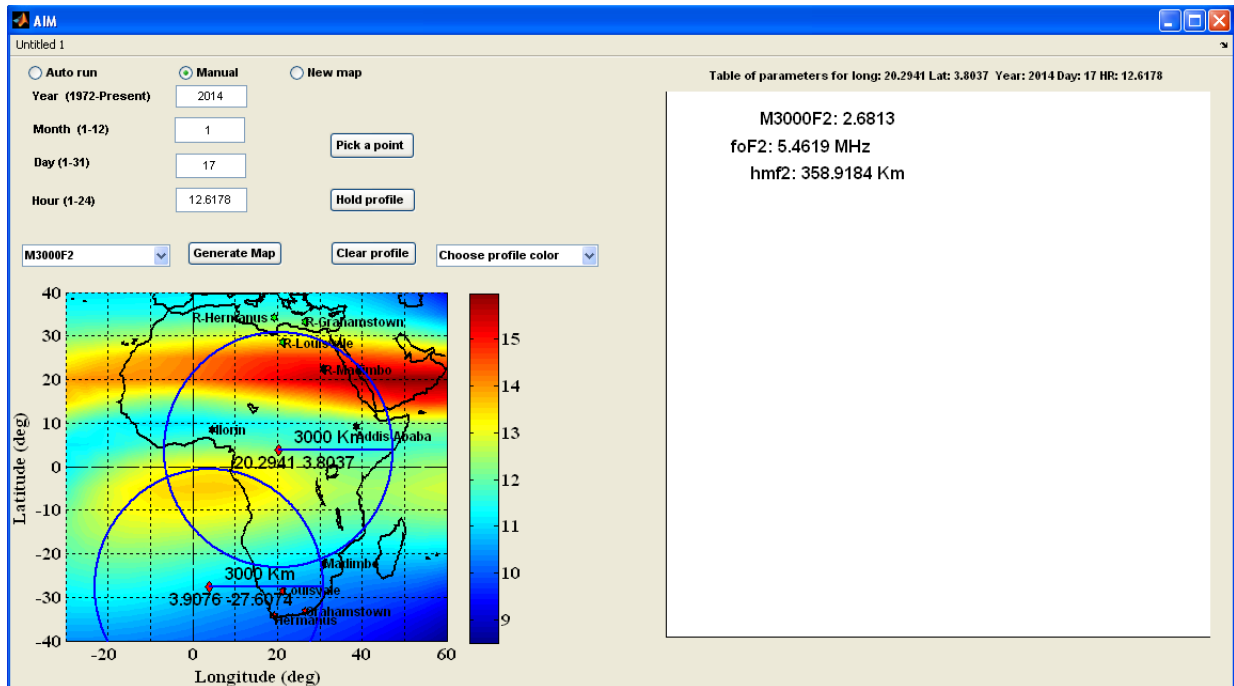 AIM
Untitled 1
Auto run Manual New map
Year (1972-Present) 2014
Month (1-12) 1
Pick a point
Day (1-31) 17
Hour (1-24) 12.6178 Hold profile
M3000F2 Generate Map Clear profile Choose profile color
Table of parameters for long: 20.2941 Lat: 3.8037 Year: 2014 Day: 17 HR: 12.6178
M3000F2: 2.6813
foF2: 5.4619 MHz
hmf2: 358.9184 Km
40
R-Hermanus
R-Grahamstown
30
R-Louisvale
R-Madimbo
20
10
Ilorin
Addis Ababa
3000 Km
20.2941 3.8037
0
-10
-20
Madimbo
3000 Km
Louisvale
3.9076 -27.6074
-30
Grahamstown
Hermanus
-40
-20 0 20 40 60
Longitude (deg)
Latitude (deg)
15
14
13
12
11
10
9